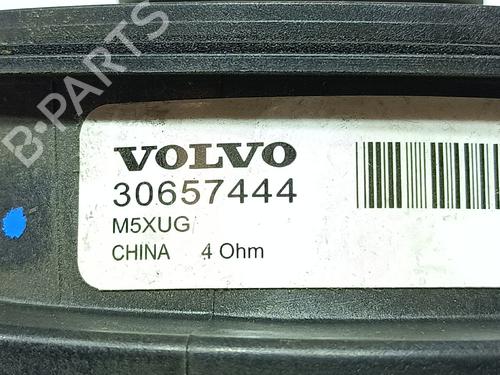 B-PARTS
VOLVO
30657444
M5XUG
CHINA 4 Ohm